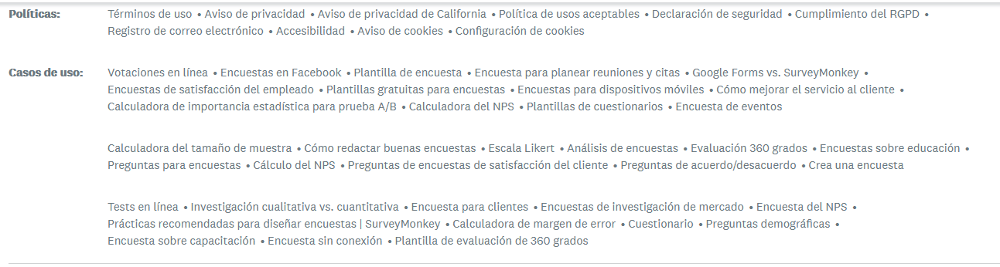 Políticas: Términos de uso • Aviso de privacidad • Aviso de privacidad de California • Política de usos aceptables • Declaración de seguridad • Cumplimiento del RGPD •
Registro de correo electrónico • Accesibilidad • Aviso de cookies • Configuración de cookies
Casos de uso: Votaciones en línea • Encuestas en Facebook • Plantilla de encuesta • Encuesta para planear reuniones y citas • Google Forms vs. SurveyMonkey •
Encuestas de satisfacción del empleado • Plantillas gratuitas para encuestas • Encuestas para dispositivos móviles • Cómo mejorar el servicio al cliente •
Calculadora de importancia estadística para prueba A/B • Calculadora del NPS • Plantillas de cuestionarios • Encuesta de eventos
Calculadora del tamaño de muestra • Cómo redactar buenas encuestas • Escala Likert • Análisis de encuestas • Evaluación 360 grados • Encuestas sobre educación •
Preguntas para encuestas • Cálculo del NPS • Preguntas de encuestas de satisfacción del cliente • Preguntas de acuerdo/desacuerdo • Crea una encuesta
Tests en línea • Investigación cualitativa vs. cuantitativa • Encuesta para clientes • Encuestas de investigación de mercado • Encuesta del NPS •
Prácticas recomendadas para diseñar encuestas | SurveyMonkey • Calculadora de margen de error • Cuestionario • Preguntas demográficas •
Encuesta sobre capacitación • Encuesta sin conexión • Plantilla de evaluación de 360 grados